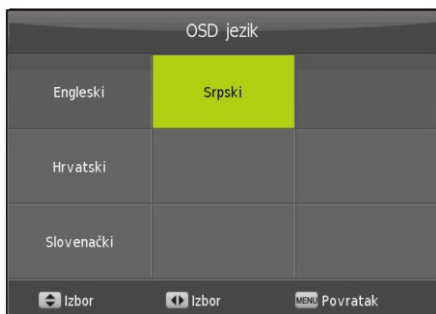 OSD jezik
Engleski Srpski
Hrvatski
Slovenački
Izbor Izbor MENU Povratak